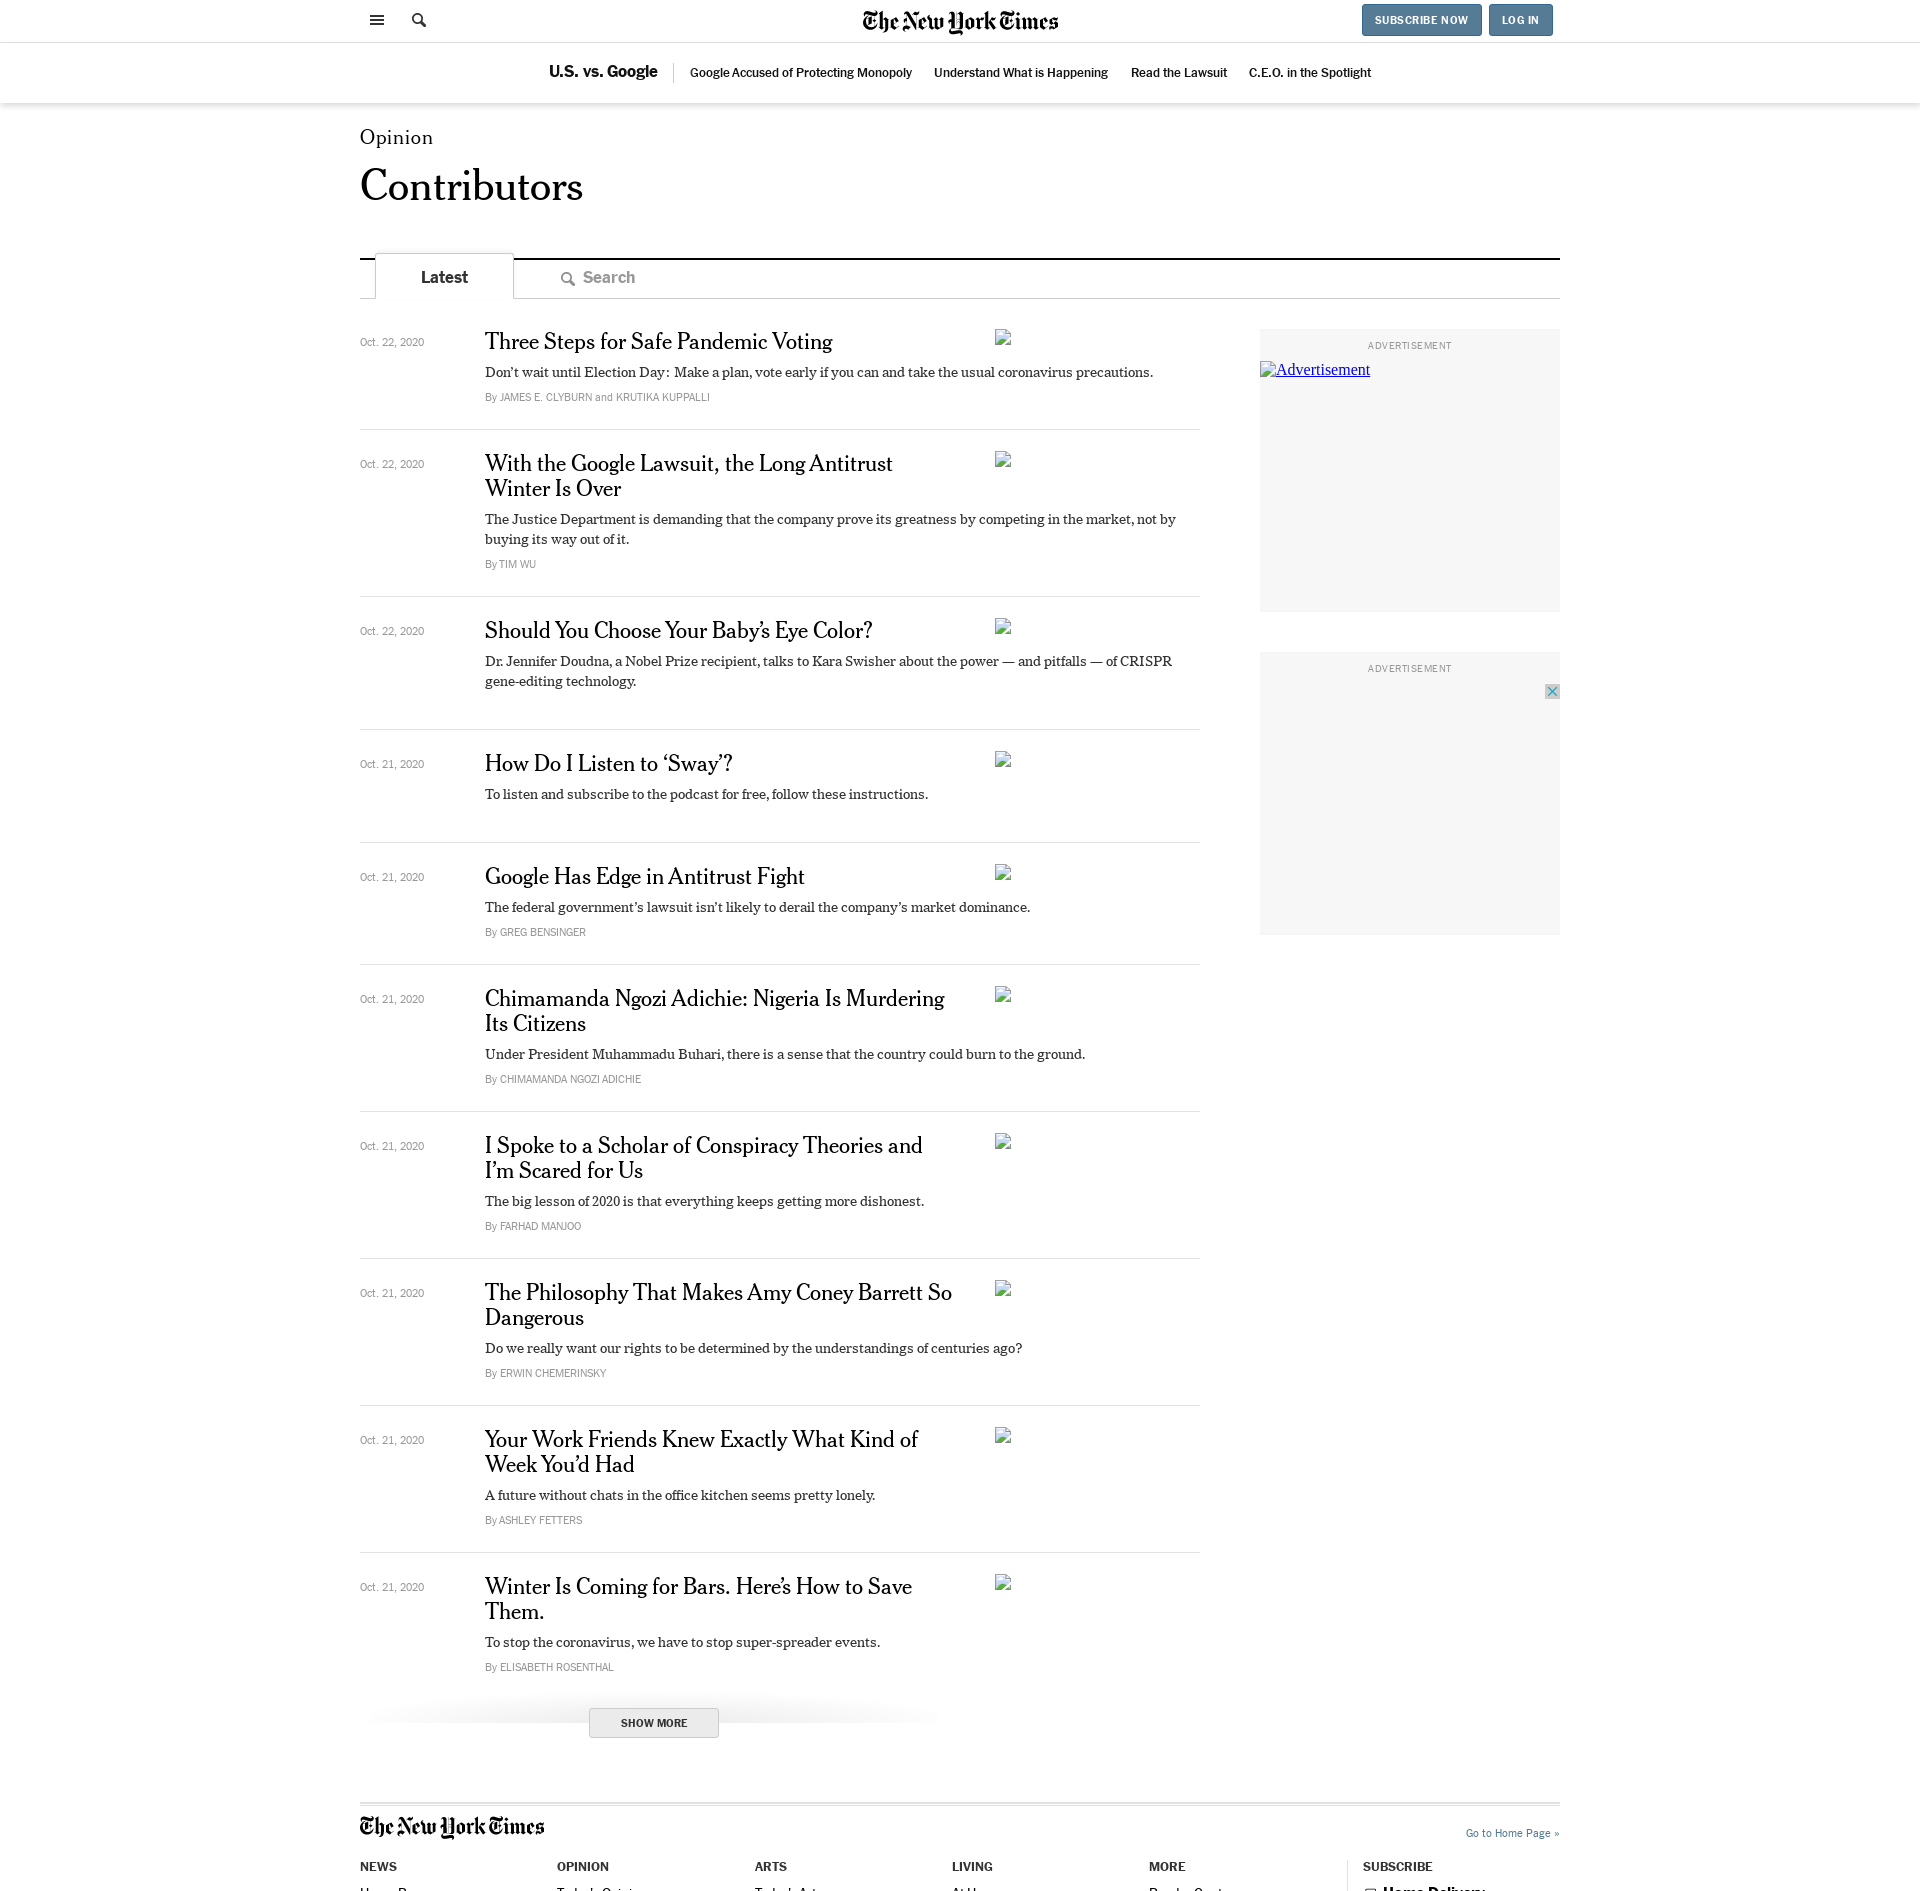 The New York Times
SUBSCRIBE NOW
LOG IN
U.S. vs. Google
Google Accused of Protecting Monopoly
Understand What is Happening
Read the Lawsuit
C.E.O. in the Spotlight
Opinion
Contributors
Latest
Search
Oct. 22, 2020
Three Steps for Safe Pandemic Voting
Don’t wait until Election Day: Make a plan, vote early if you can and take the usual coronavirus precautions.
By JAMES E. CLYBURN and KRUTIKA KUPPALLI
Oct. 22, 2020
With the Google Lawsuit, the Long Antitrust
Winter Is Over
The Justice Department is demanding that the company prove its greatness by competing in the market, not by
buying its way out of it.
By TIM WU
Oct. 22, 2020
Should You Choose Your Baby’s Eye Color?
Dr. Jennifer Doudna, a Nobel Prize recipient, talks to Kara Swisher about the power — and pitfalls — of CRISPR
gene-editing technology.
Oct. 21, 2020
How Do I Listen to ‘Sway’?
To listen and subscribe to the podcast for free, follow these instructions.
Oct. 21, 2020
Google Has Edge in Antitrust Fight
The federal government’s lawsuit isn’t likely to derail the company’s market dominance.
By GREG BENSINGER
Oct. 21, 2020
Chimamanda Ngozi Adichie: Nigeria Is Murdering
Its Citizens
Under President Muhammadu Buhari, there is a sense that the country could burn to the ground.
By CHIMAMANDA NGOZI ADICHIE
Oct. 21, 2020
I Spoke to a Scholar of Conspiracy Theories and
I’m Scared for Us
The big lesson of 2020 is that everything keeps getting more dishonest.
By FARHAD MANJOO
Oct. 21, 2020
The Philosophy That Makes Amy Coney Barrett So
Dangerous
Do we really want our rights to be determined by the understandings of centuries ago?
By ERWIN CHEMERINSKY
Oct. 21, 2020
Your Work Friends Knew Exactly What Kind of
Week You’d Had
A future without chats in the office kitchen seems pretty lonely.
By ASHLEY FETTERS
Oct. 21, 2020
Winter Is Coming for Bars. Here’s How to Save
Them.
To stop the coronavirus, we have to stop super-spreader events.
By ELISABETH ROSENTHAL
SHOW MORE
ADVERTISEMENT
Advertisement
ADVERTISEMENT
The New York Times
Go to Home Page »
NEWS
OPINION
ARTS
LIVING
MORE
SUBSCRIBE
Home Delivery